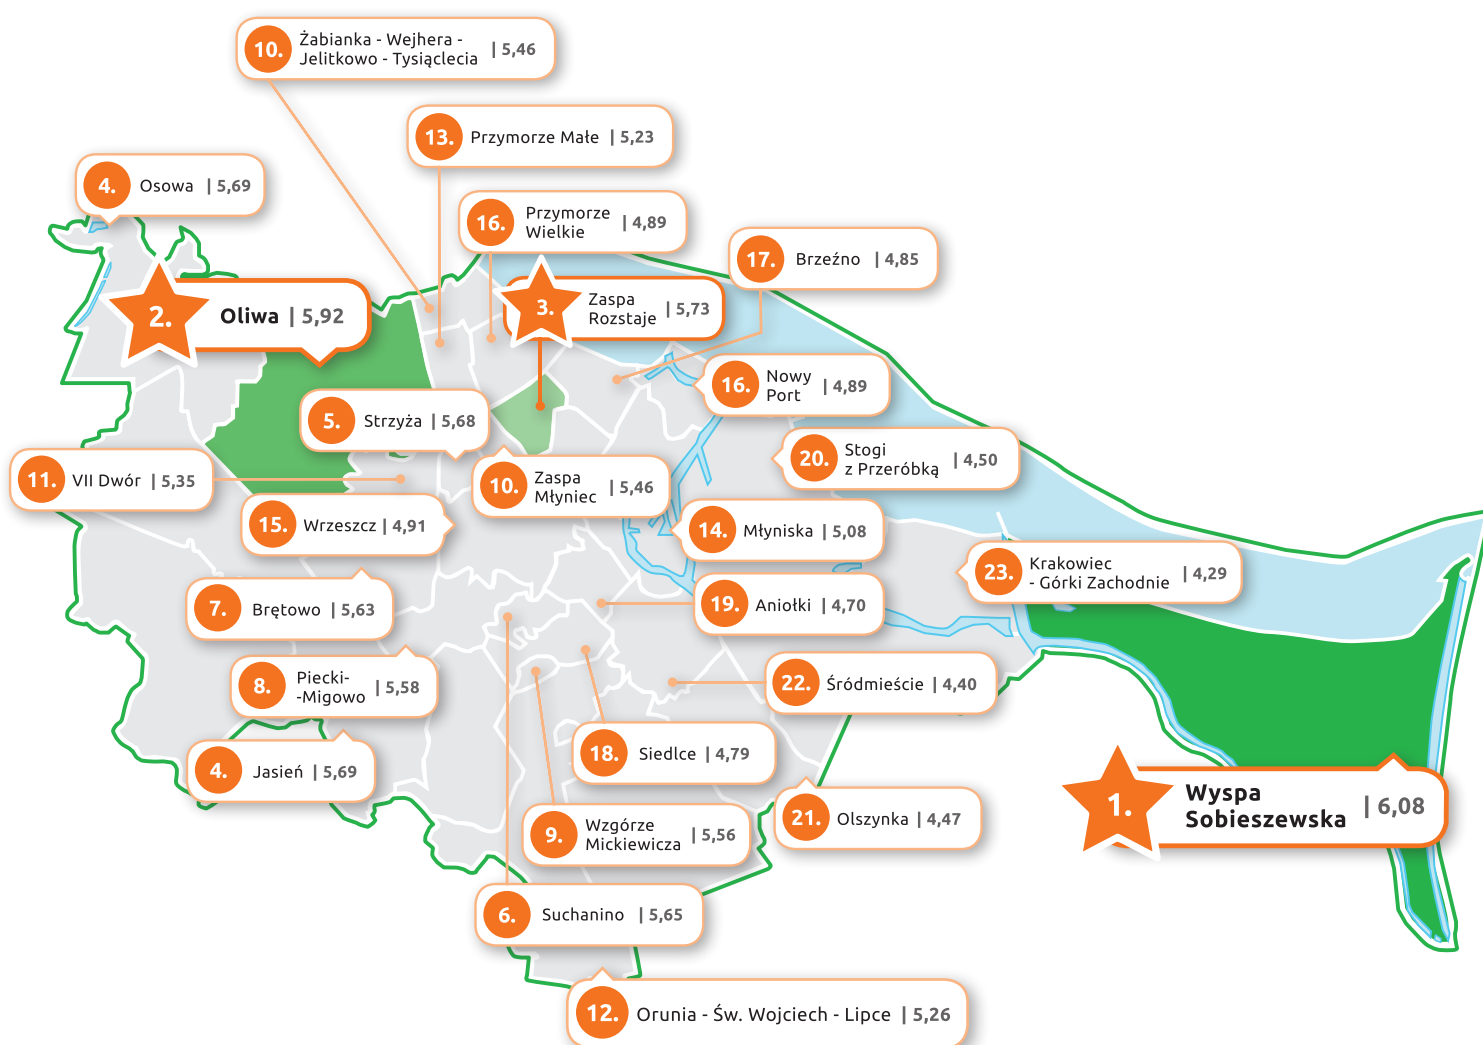 10. Żabianka - Wejhera -
Jelitkowo - Tysiąclecia | 5,46
13. Przymorze Małe | 5,23
4. Osowa | 5,69
16. Przymorze
Wielkie | 4,89
17. Brzeźno | 4,85
2. Oliwa | 5,92
3. Zaspa
Rozstaje | 5,73
16. Nowy
Port | 4,89
5. Strzyża | 5,68
20. Stogi
z Przeróbką | 4,50
11. VII Dwór | 5,35
10. Zaspa
Młyniec | 5,46
15. Wrzeszcz | 4,91
14. Młyniska | 5,08
23. Krakowiec
- Górki Zachodnie | 4,29
7. Brętowo | 5,63
19. Aniołki | 4,70
8. Piecki-
-Migowo | 5,58
22. Śródmieście | 4,40
18. Siedlce | 4,79
4. Jasień | 5,69
1. Wyspa
Sobieszewska | 6,08
21. Olszynka | 4,47
9. Wzgórze
Mickiewicza | 5,56
6. Suchanino | 5,65
12. Orunia - Św. Wojciech - Lipce | 5,26